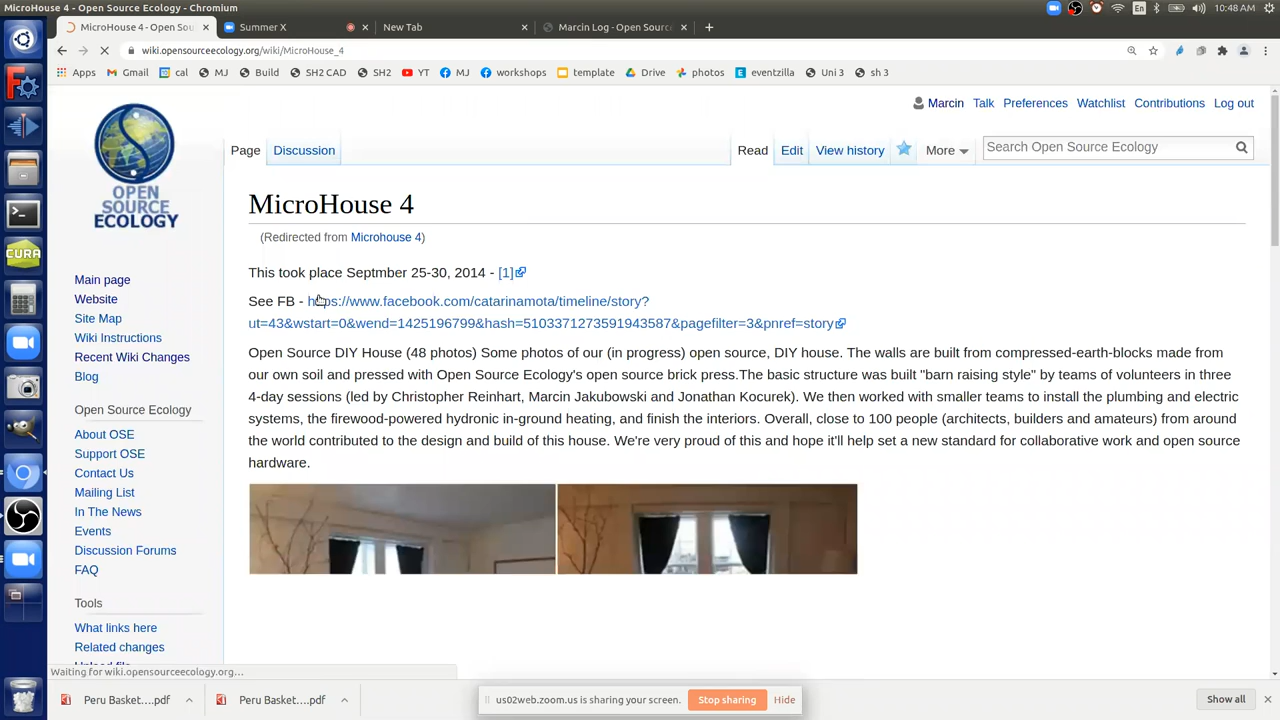 MicroHouse 4 - Open Source Ecology - Chromium
En
10:48 AM
MicroHouse 4 - Open Sou
Summer X
New Tab
Marcin Log - Open Source
wiki.opensourceecology.org/wiki/MicroHouse_4
Apps
Gmail
cal
MJ
Build
SH2 CAD
SH2
YT
MJ
workshops
template
Drive
photos
eventzilla
Uni 3
sh 3
Marcin
Talk
Preferences
Watchlist
Contributions
Log out
Page
Discussion
Read
Edit
View history
More
Search Open Source Ecology
OPEN
SOURCE
ECOLOGY
CURA
Main page
Website
Site Map
Wiki Instructions
Recent Wiki Changes
Blog
Open Source Ecology
About OSE
Support OSE
Contact Us
Mailing List
In The News
Events
Discussion Forums
FAQ
Tools
What links here
Related changes
MicroHouse 4
(Redirected from Microhouse 4)
This took place Septmber 25-30, 2014 - [1]
See FB - https://www.facebook.com/catarinamota/timeline/story?
ut=43&wstart=0&wend=1425196799&hash=5103371273591943587&pagefilter=3&pnref=story
Open Source DIY House (48 photos) Some photos of our (in progress) open source, DIY house. The walls are built from compressed-earth-blocks made from
our own soil and pressed with Open Source Ecology's open source brick press.The basic structure was built "barn raising style" by teams of volunteers in three
4-day sessions (led by Christopher Reinhart, Marcin Jakubowski and Jonathan Kocurek). We then worked with smaller teams to install the plumbing and electric
systems, the firewood-powered hydronic in-ground heating, and finish the interiors. Overall, close to 100 people (architects, builders and amateurs) from around
the world contributed to the design and build of this house. We're very proud of this and hope it'll help set a new standard for collaborative work and open source
hardware.
Waiting for wiki.opensourceecology.org...
Peru Basket....pdf
Peru Basket....pdf
us02web.zoom.us is sharing your screen.
Stop sharing
Hide
Show all